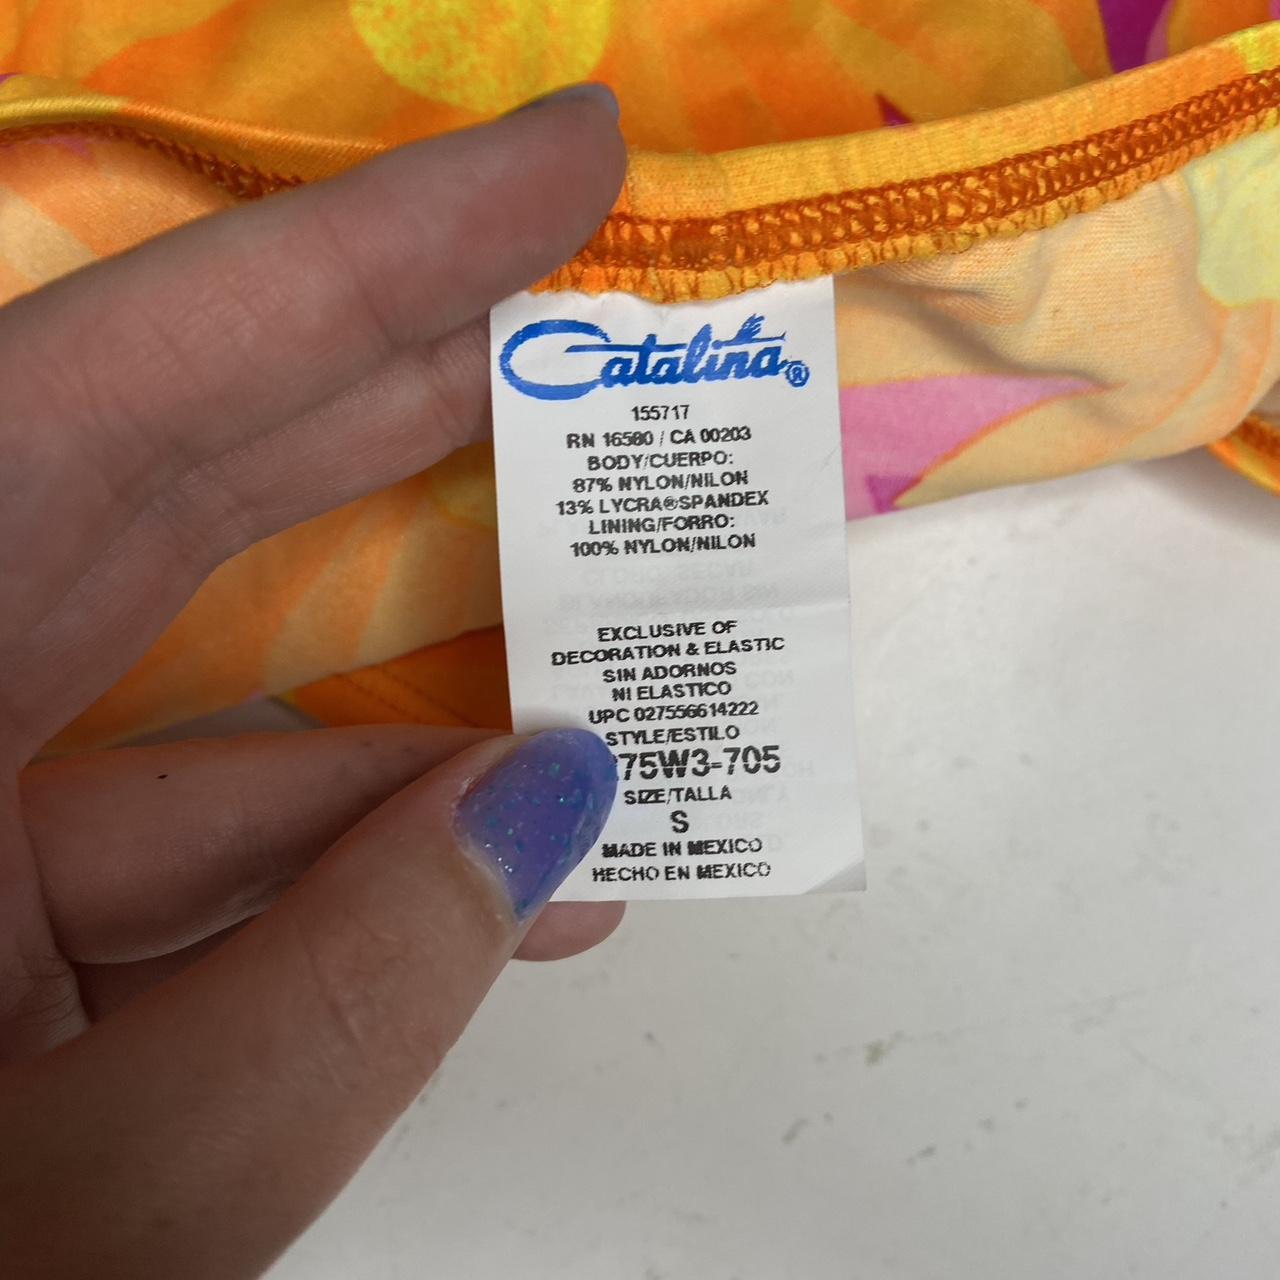 Catalina®
155717
RN 16580 / CA 00203
BODY/CUERPO:
87% NYLON/NILON
13% LYCRA®SPANDEX
LINING/FORRO:
100% NYLON/NILON
EXCLUSIVE OF
DECORATION & ELASTIC
SIN ADORNOS
NI ELASTICO
UPC 027556614222
STYLE/ESTILO
75W3-705
SIZE/TALLA
S
MADE IN MEXICO
HECHO EN MEXICO